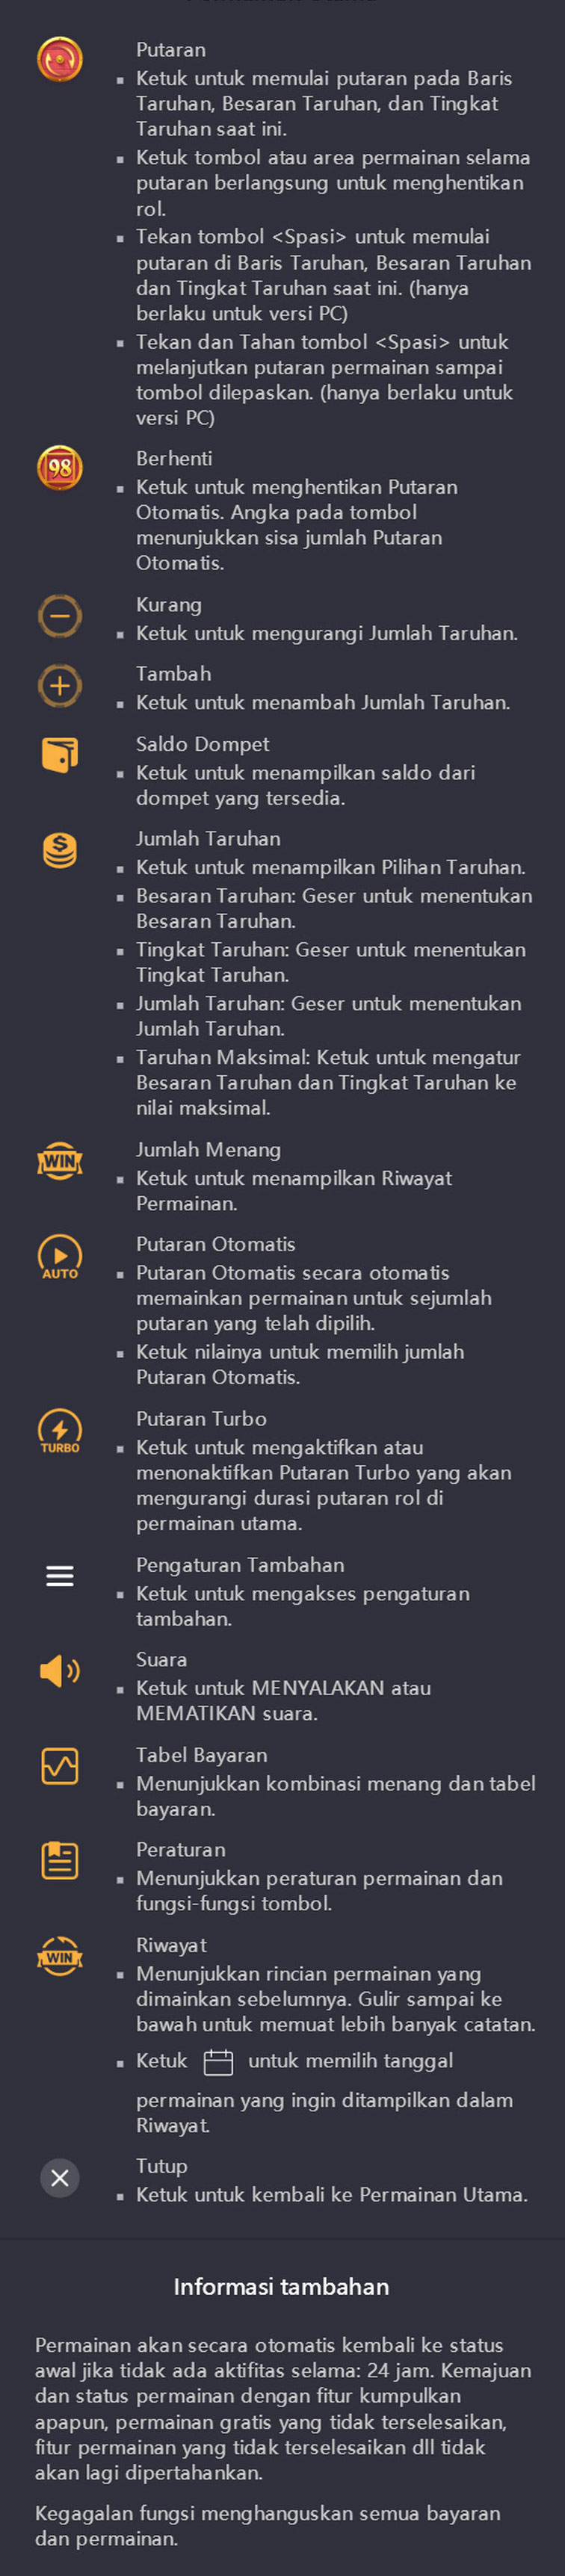 Putaran
▪ Ketuk untuk memulai putaran pada Baris
Taruhan, Besaran Taruhan, dan Tingkat
Taruhan saat ini.
▪ Ketuk tombol atau area permainan selama
putaran berlangsung untuk menghentikan
rol.
▪ Tekan tombol <Spasi> untuk memulai
putaran di Baris Taruhan, Besaran Taruhan
dan Tingkat Taruhan saat ini. (hanya
berlaku untuk versi PC)
▪ Tekan dan Tahan tombol <Spasi> untuk
melanjutkan putaran permainan sampai
tombol dilepaskan. (hanya berlaku untuk
versi PC)
98
Berhenti
▪ Ketuk untuk menghentikan Putaran
Otomatis. Angka pada tombol
menunjukkan sisa jumlah Putaran
Otomatis.
Kurang
▪ Ketuk untuk mengurangi Jumlah Taruhan.
Tambah
▪ Ketuk untuk menambah Jumlah Taruhan.
Saldo Dompet
▪ Ketuk untuk menampilkan saldo dari
dompet yang tersedia.
$
Jumlah Taruhan
▪ Ketuk untuk menampilkan Pilihan Taruhan.
▪ Besaran Taruhan: Geser untuk menentukan
Besaran Taruhan.
▪ Tingkat Taruhan: Geser untuk menentukan
Tingkat Taruhan.
▪ Jumlah Taruhan: Geser untuk menentukan
Jumlah Taruhan.
▪ Taruhan Maksimal: Ketuk untuk mengatur
Besaran Taruhan dan Tingkat Taruhan ke
nilai maksimal.
WIN
Jumlah Menang
▪ Ketuk untuk menampilkan Riwayat
Permainan.
AUTO
Putaran Otomatis
▪ Putaran Otomatis secara otomatis
memainkan permainan untuk sejumlah
putaran yang telah dipilih.
▪ Ketuk nilainya untuk memilih jumlah
Putaran Otomatis.
TURBO
Putaran Turbo
▪ Ketuk untuk mengaktifkan atau
menonaktifkan Putaran Turbo yang akan
mengurangi durasi putaran rol di
permainan utama.
Pengaturan Tambahan
▪ Ketuk untuk mengakses pengaturan
tambahan.
Suara
▪ Ketuk untuk MENYALAKAN atau
MEMATIKAN suara.
Tabel Bayaran
▪ Menunjukkan kombinasi menang dan tabel
bayaran.
Peraturan
▪ Menunjukkan peraturan permainan dan
fungsi-fungsi tombol.
WIN
Riwayat
▪ Menunjukkan rincian permainan yang
dimainkan sebelumnya. Gulir sampai ke
bawah untuk memuat lebih banyak catatan.
▪ Ketuk untuk memilih tanggal
permainan yang ingin ditampilkan dalam
Riwayat.
Tutup
▪ Ketuk untuk kembali ke Permainan Utama.
Informasi tambahan
Permainan akan secara otomatis kembali ke status
awal jika tidak ada aktifitas selama: 24 jam. Kemajuan
dan status permainan dengan fitur kumpulkan
apapun, permainan gratis yang tidak terselesaikan,
fitur permainan yang tidak terselesaikan dll tidak
akan lagi dipertahankan.
Kegagalan fungsi menghanguskan semua bayaran
dan permainan.